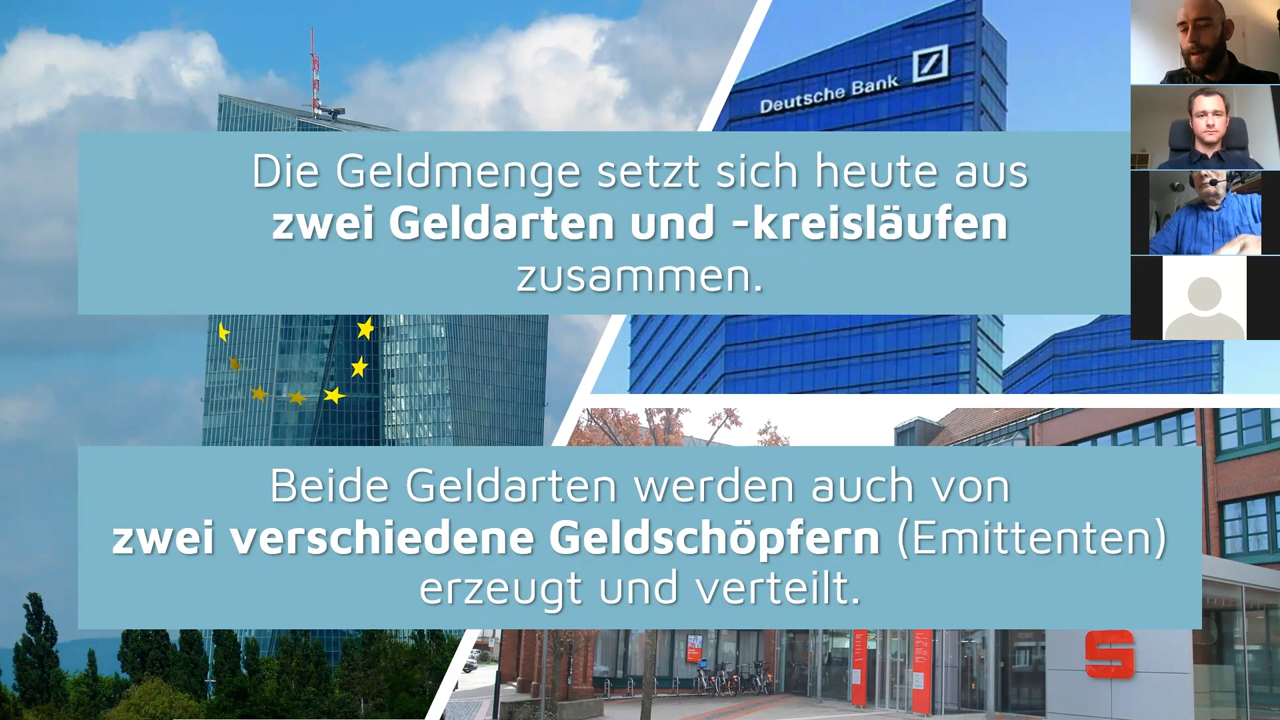 Deutsche Bank
Die Geldmenge setzt sich heute aus
zwei Geldarten und -kreisläufen
zusammen.
Beide Geldarten werden auch von
zwei verschiedene Geldschöpfern (Emittenten)
erzeugt und verteilt.